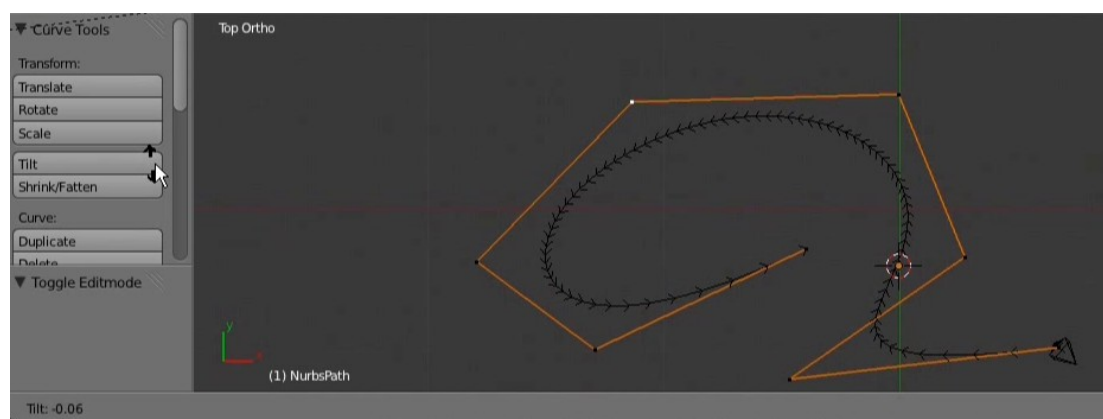 Curve Tools
Top Ortho
Transform:
Translate
Rotate
Scale
Tilt
Shrink/Fatten
Curve:
Duplicate
Delete
Toggle Editmode
y
x
(1) NurbsPath
Tilt: -0.06